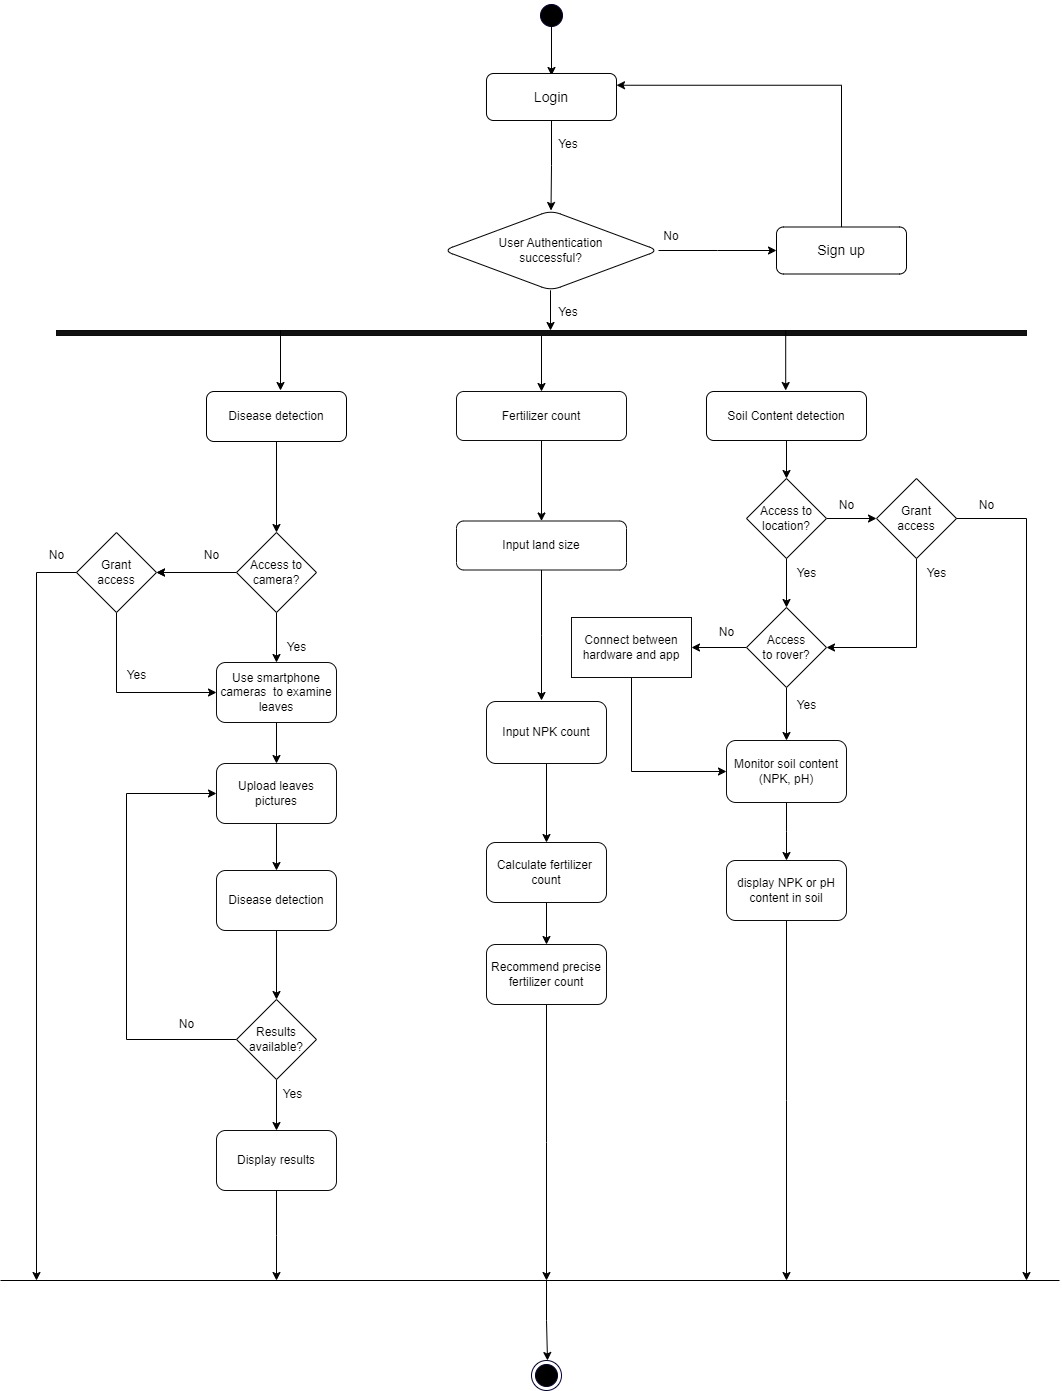 Login
Yes
User Authentication
successful?
No
Sign up
Yes
Disease detection
Fertilizer count
Soil Content detection
Access to
location?
No
Grant
access
No
Yes
Yes
Input land size
No
Grant
access
No
Access to
camera?
Yes
Yes
Use smartphone
cameras  to examine
leaves
Connect between
hardware and app
No
Access
to rover?
Yes
Input NPK count
Monitor soil content
(NPK, pH)
Upload leaves
pictures
Calculate fertilizer
count
display NPK or pH
content in soil
Disease detection
Recommend precise
fertilizer count
No
Results
available?
Yes
Display results